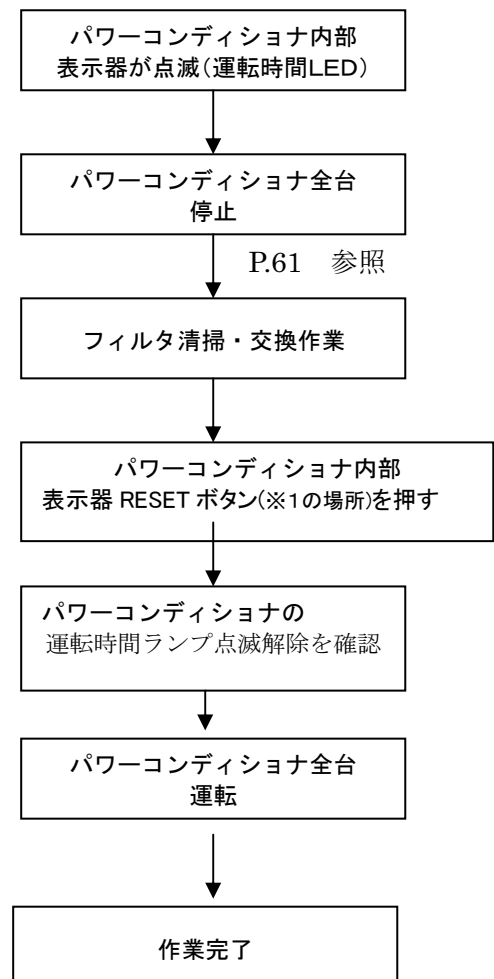 パワーコンディショナ内部
表示器が点滅(運転時間LED)
パワーコンディショナ全台
停止
P.61 参照
フィルタ清掃・交換作業
パワーコンディショナ内部
表示器 RESET ボタン(※1の場所)を押す
パワーコンディショナの
運転時間ランプ点滅解除を確認
パワーコンディショナ全台
運転
作業完了